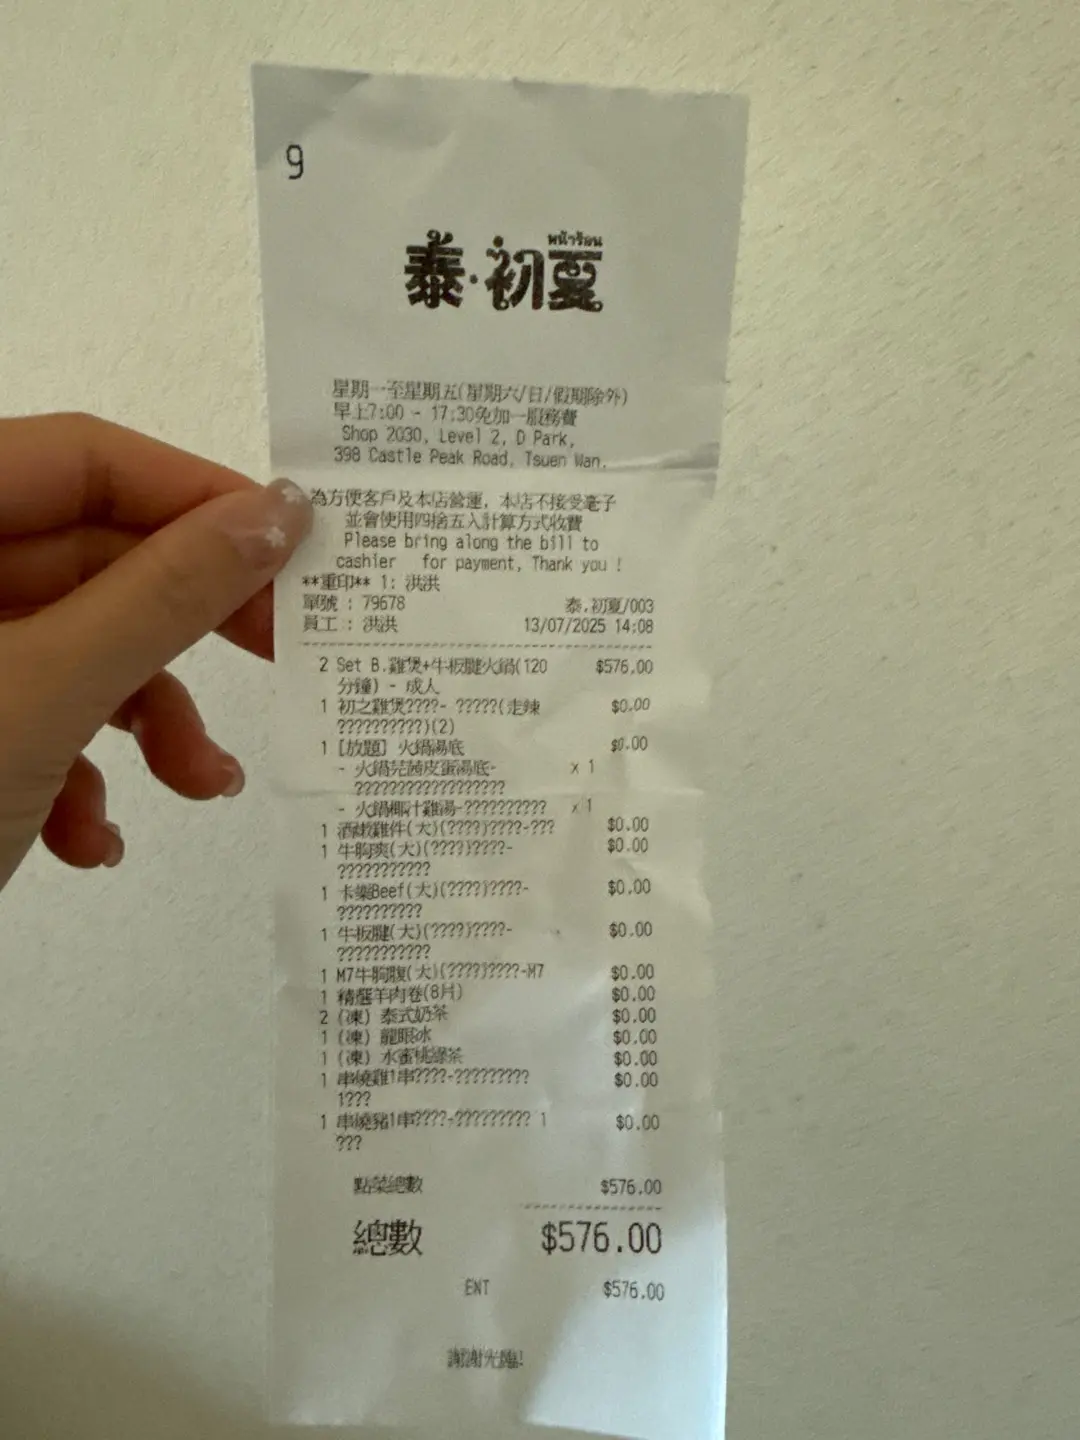 9
หน้าร้อน
泰·初夏
星期一至星期五(星期六/日/假期除外)
早上7:00 - 17:30免加一服務費
Shop 2030, Level 2, D Park,
398 Castle Peak Road, Tsuen Wan.
為方便客戶及本店營運，本店不接受毫子
並會使用四捨五入計算方式收費
Please bring along the bill to
cashier for payment, Thank you !
**重印** 1: 洪洪
單號 : 79678 泰.初夏/003
員工 : 洪洪 13/07/2025 14:08
2 Set B.雞煲+牛板腱火鍋(120 $576.00
分鐘) - 成人
1 初之雞煲????- ?????(走辣 $0.00
??????????)(2)
1 [放題] 火鍋湯底 $0.00
- 火鍋芫茜皮蛋湯底- x 1
??????????????????
- 火鍋椰汁雞湯-?????????? x 1
1 酒嫩雞件(大)(????)????-??? $0.00
1 牛胸爽(大)(????)????- $0.00
???????????
1 卡樂Beef(大)(????)????- $0.00
??????????
1 牛板腱(大)(????)????- $0.00
???????????
1 M7牛胸腹(大)(????)????-M7 $0.00
1 精選羊肉卷(8片) $0.00
2 (凍) 泰式奶茶 $0.00
1 (凍) 龍眼冰 $0.00
1 (凍) 水蜜桃綠茶 $0.00
1 串燒雞1串????-????????? $0.00
1???
1 串燒豬1串????-????????? 1 $0.00
???
點菜總數 $576.00
總數 $576.00
ENT $576.00
謝謝光臨!